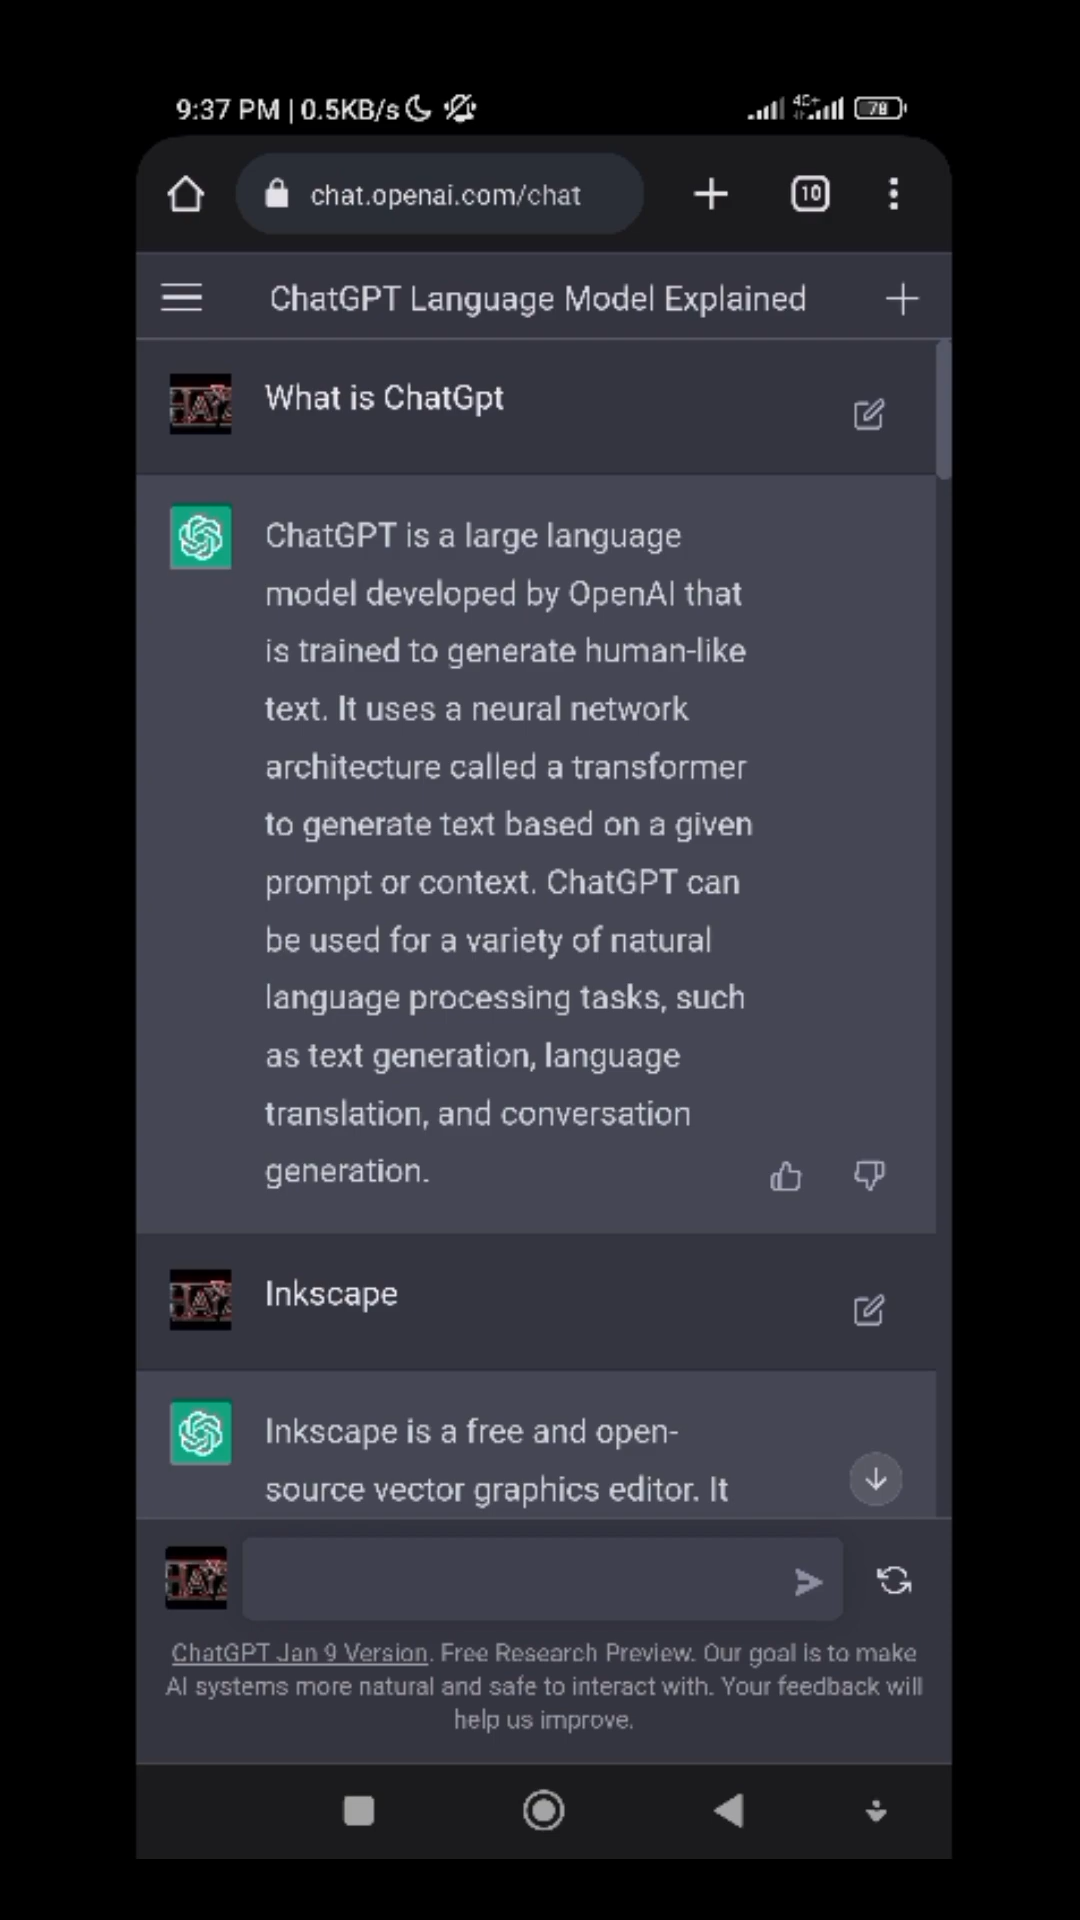 9:37 PM | 0.5KB/s
4G+
78
chat.openai.com/chat
10
ChatGPT Language Model Explained
What is ChatGpt
ChatGPT is a large language
model developed by OpenAI that
is trained to generate human-like
text. It uses a neural network
architecture called a transformer
to generate text based on a given
prompt or context. ChatGPT can
be used for a variety of natural
language processing tasks, such
as text generation, language
translation, and conversation
generation.
Inkscape
Inkscape is a free and open-
source vector graphics editor. It
ChatGPT Jan 9 Version. Free Research Preview. Our goal is to make
AI systems more natural and safe to interact with. Your feedback will
help us improve.